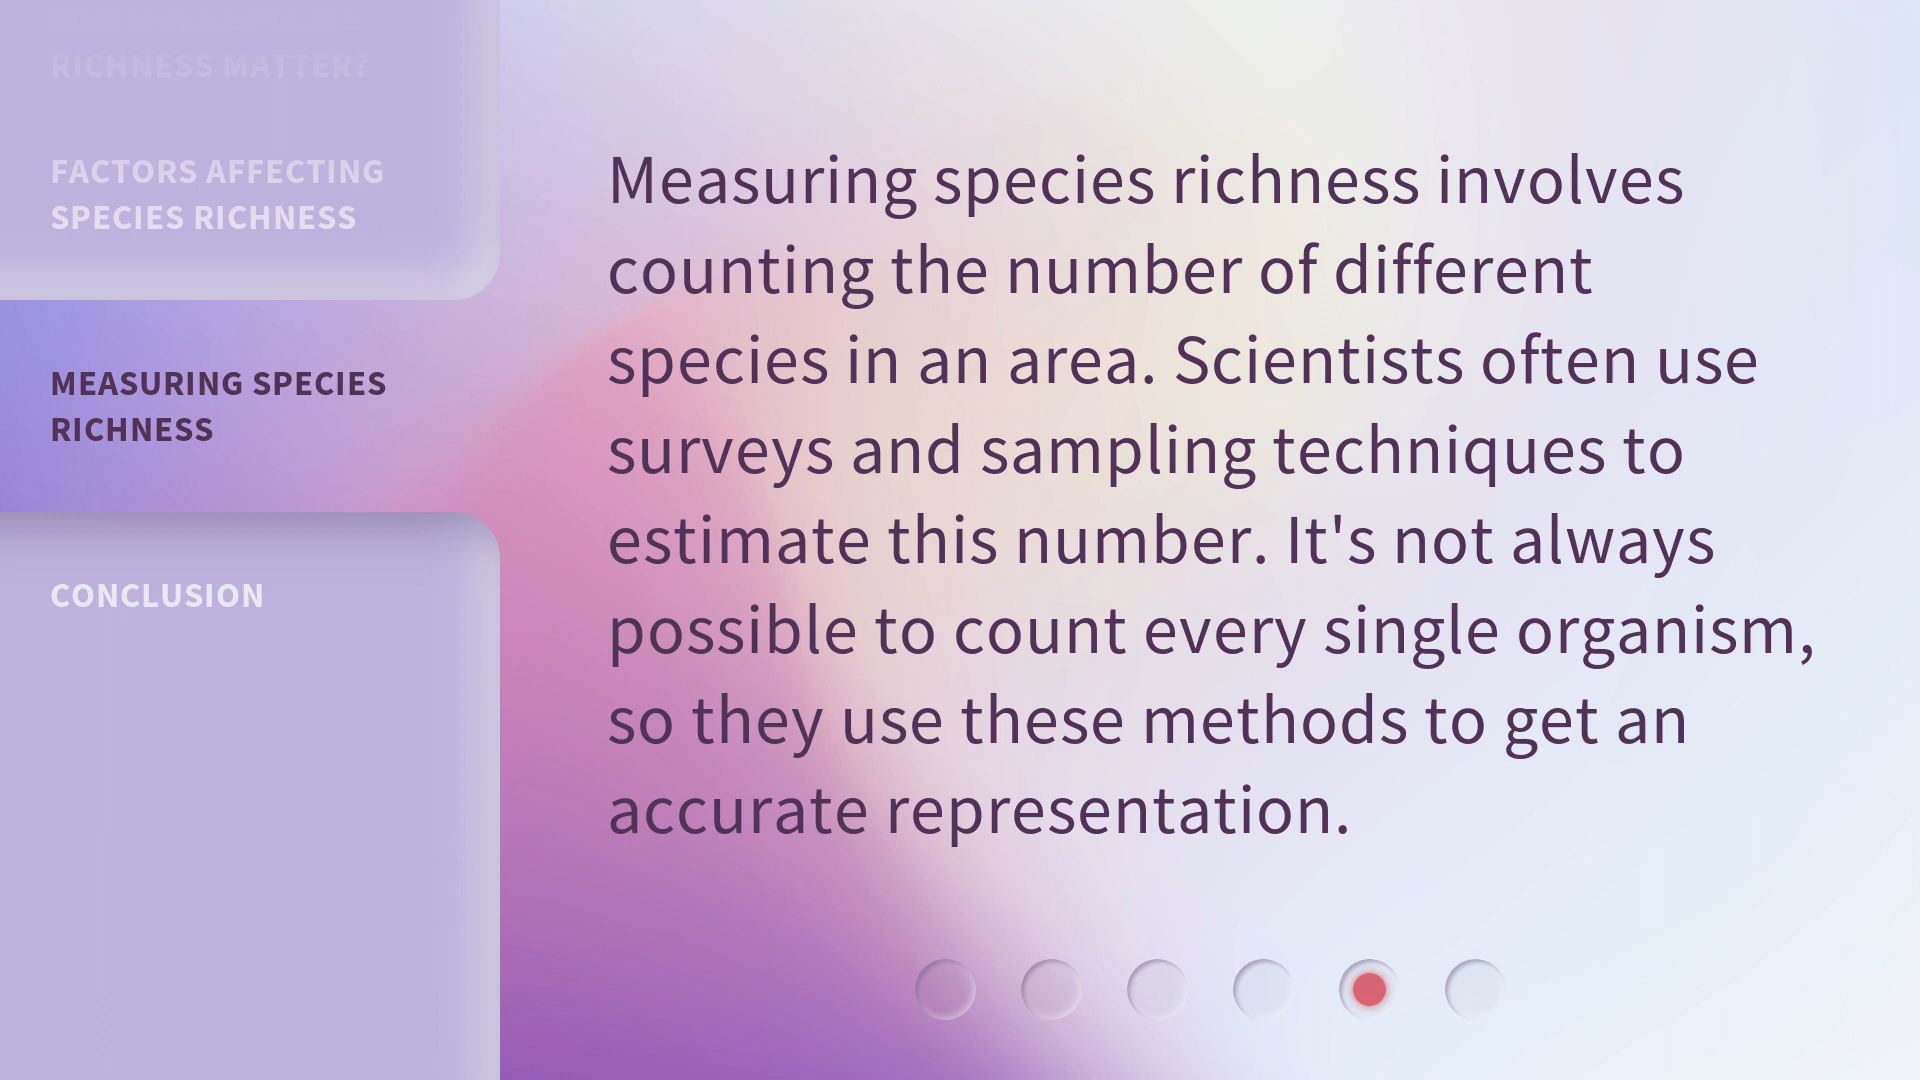 RICHNESS MATTER?
FACTORS AFFECTING
SPECIES RICHNESS
MEASURING SPECIES
RICHNESS
CONCLUSION
Measuring species richness involves
counting the number of different
species in an area. Scientists often use
surveys and sampling techniques to
estimate this number. It's not always
possible to count every single organism,
so they use these methods to get an
accurate representation.